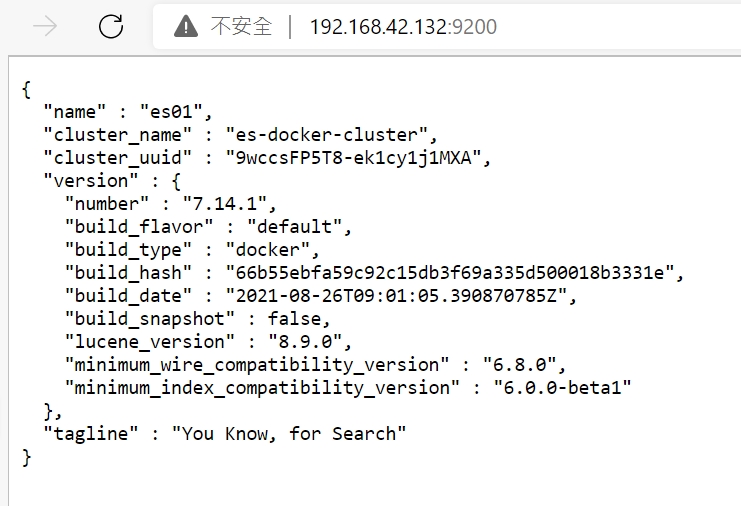 不安全 | 192.168.42.132:9200
{
  "name" : "es01",
  "cluster_name" : "es-docker-cluster",
  "cluster_uuid" : "9wccsFP5T8-ek1cy1j1MXA",
  "version" : {
    "number" : "7.14.1",
    "build_flavor" : "default",
    "build_type" : "docker",
    "build_hash" : "66b55ebfa59c92c15db3f69a335d500018b3331e",
    "build_date" : "2021-08-26T09:01:05.390870785Z",
    "build_snapshot" : false,
    "lucene_version" : "8.9.0",
    "minimum_wire_compatibility_version" : "6.8.0",
    "minimum_index_compatibility_version" : "6.0.0-beta1"
  },
  "tagline" : "You Know, for Search"
}